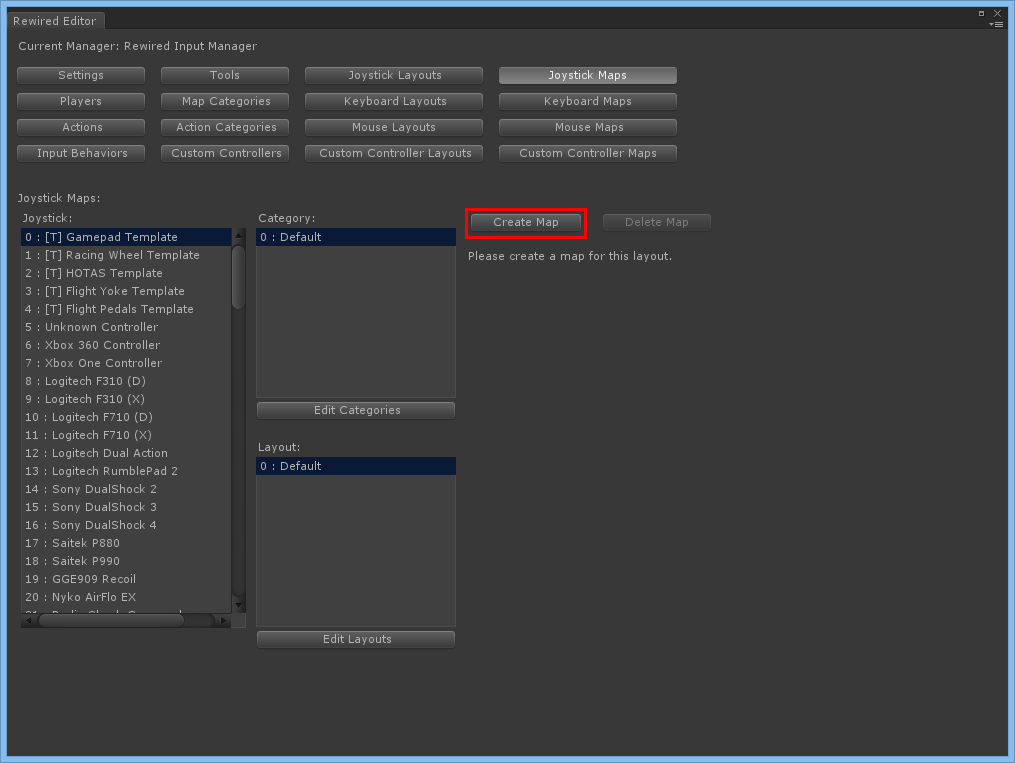 Rewired Editor
Current Manager: Rewired Input Manager
Settings Tools Joystick Layouts Joystick Maps
Players Map Categories Keyboard Layouts Keyboard Maps
Actions Action Categories Mouse Layouts Mouse Maps
Input Behaviors Custom Controllers Custom Controller Layouts Custom Controller Maps
Joystick Maps:
Joystick:
0 : [T] Gamepad Template
1 : [T] Racing Wheel Template
2 : [T] HOTAS Template
3 : [T] Flight Yoke Template
4 : [T] Flight Pedals Template
5 : Unknown Controller
6 : Xbox 360 Controller
7 : Xbox One Controller
8 : Logitech F310 (D)
9 : Logitech F310 (X)
10 : Logitech F710 (D)
11 : Logitech F710 (X)
12 : Logitech Dual Action
13 : Logitech RumblePad 2
14 : Sony DualShock 2
15 : Sony DualShock 3
16 : Sony DualShock 4
17 : Saitek P880
18 : Saitek P990
19 : GGE909 Recoil
20 : Nyko AirFlo EX
Category:
0 : Default
Edit Categories
Layout:
0 : Default
Edit Layouts
Create Map Delete Map
Please create a map for this layout.